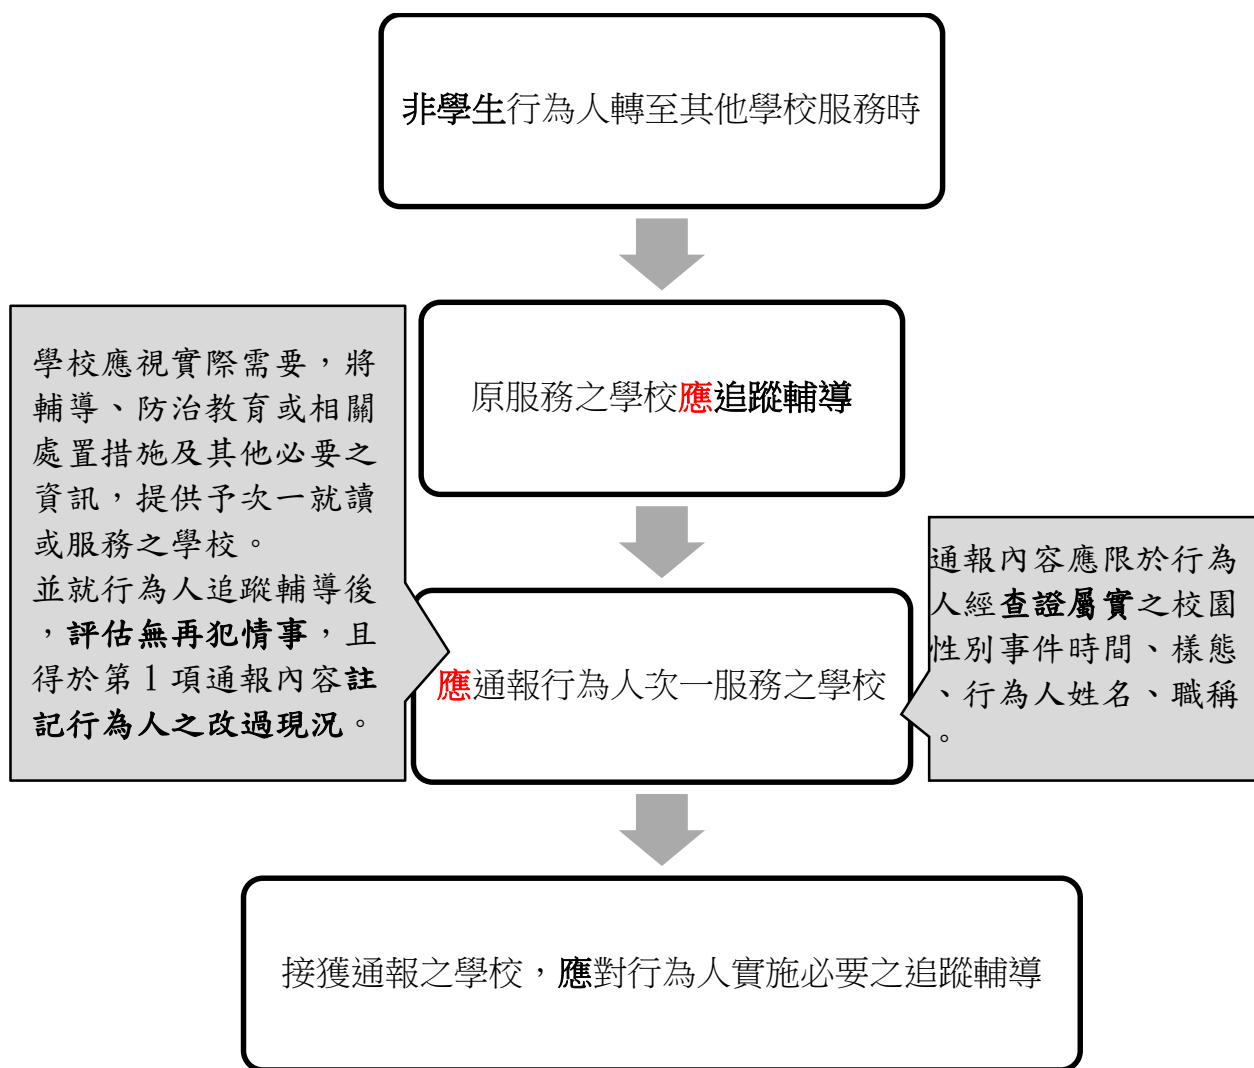 非學生行為人轉至其他學校服務時
原服務之學校應追蹤輔導
學校應視實際需要，將
輔導、防治教育或相關
處置措施及其他必要之
資訊，提供予次一就讀
或服務之學校。
並就行為人追蹤輔導後
，評估無再犯情事，且
得於第1項通報內容註
記行為人之改過現況。
應通報行為人次一服務之學校
通報內容應限於行為
人經查證屬實之校園
性別事件時間、樣態
、行為人姓名、職稱
。
接獲通報之學校，應對行為人實施必要之追蹤輔導